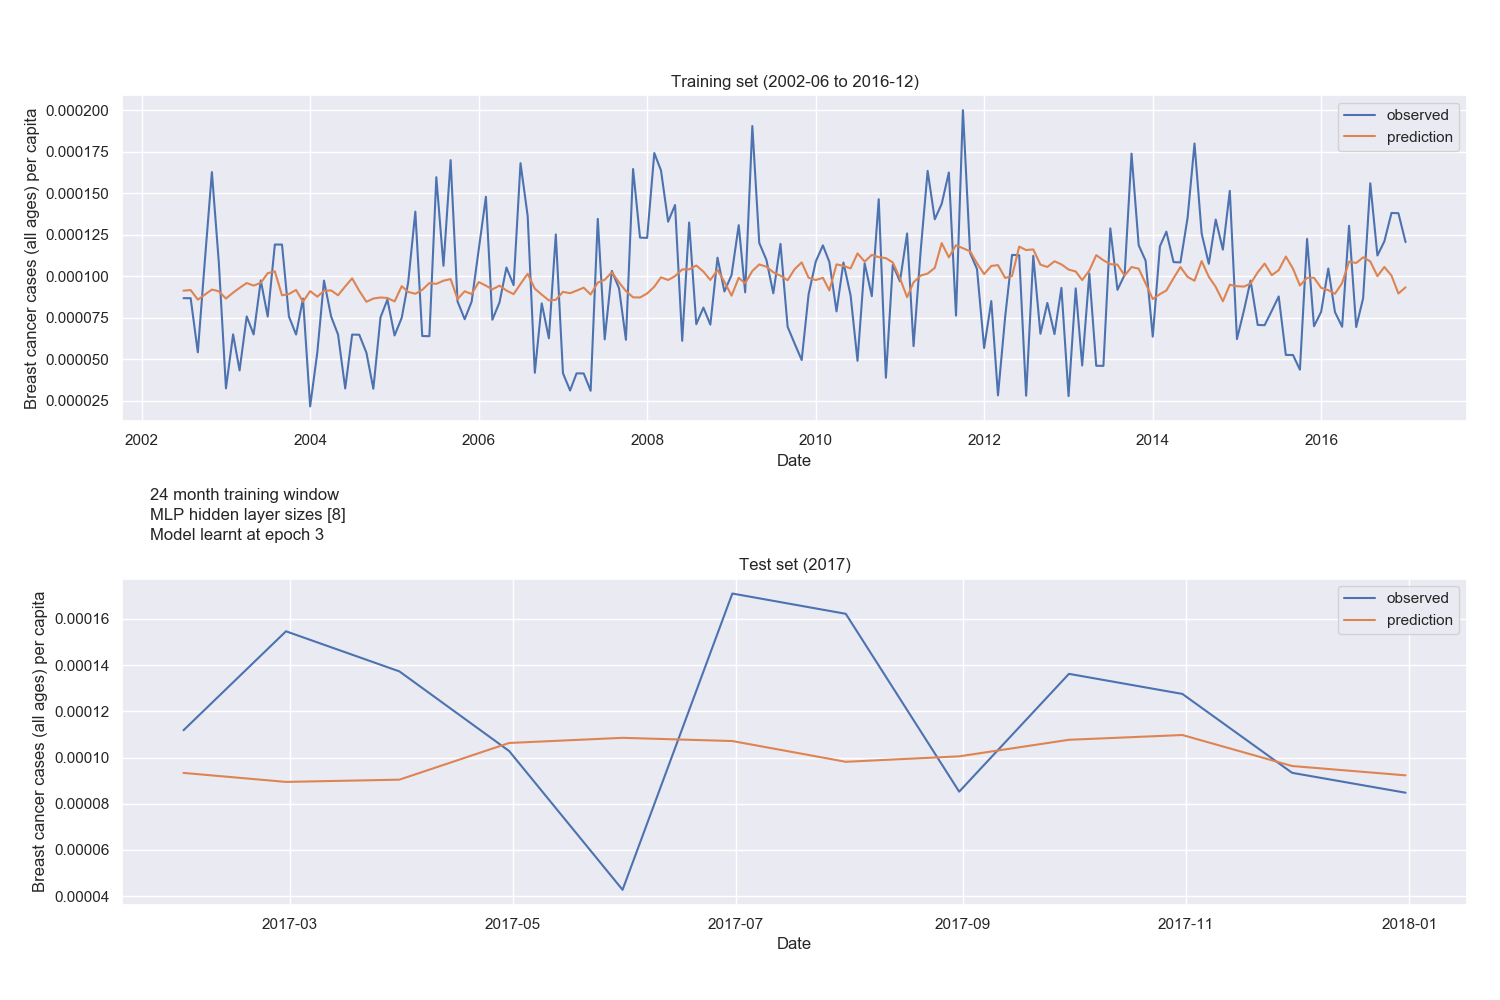 Training set (2002-06 to 2016-12)
Breast cancer cases (all ages) per capita
0.000200
0.000175
0.000150
0.000125
0.000100
0.000075
0.000050
0.000025
observed
prediction
2002 2004 2006 2008 2010 2012 2014 2016
Date
24 month training window
MLP hidden layer sizes [8]
Model learnt at epoch 3
Test set (2017)
Breast cancer cases (all ages) per capita
0.00016
0.00014
0.00012
0.00010
0.00008
0.00006
0.00004
observed
prediction
2017-03 2017-05 2017-07 2017-09 2017-11 2018-01
Date